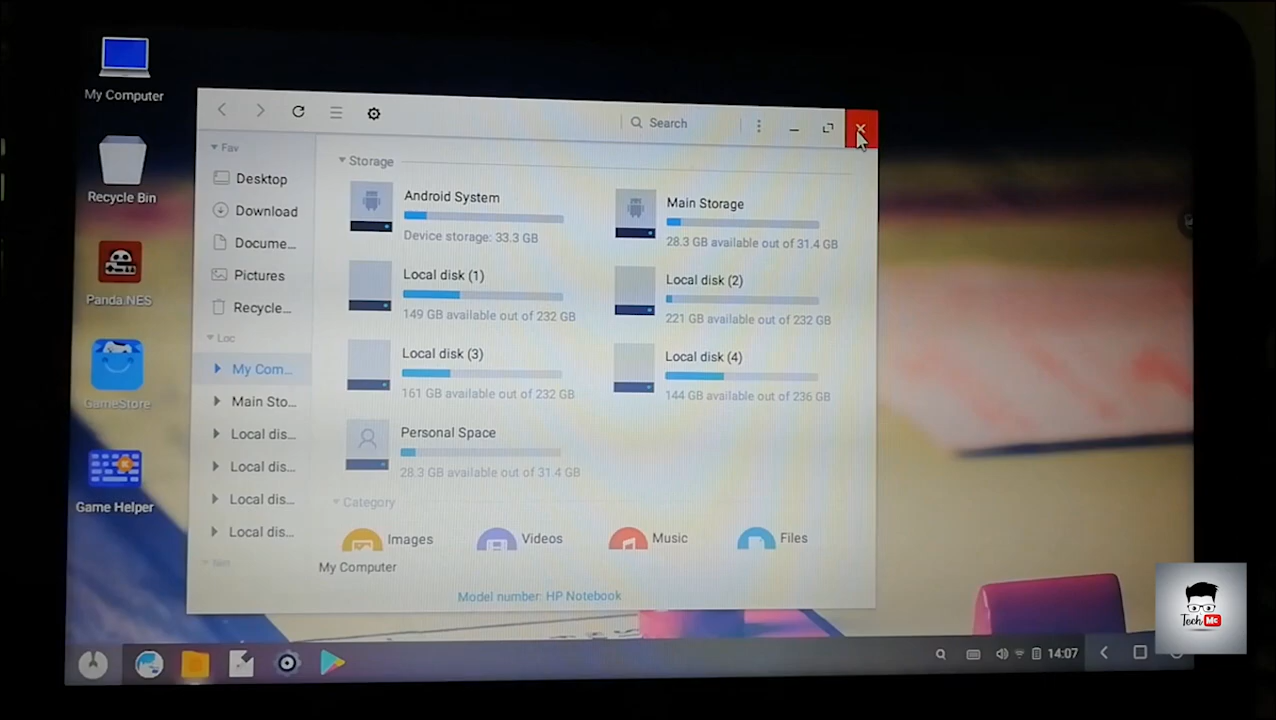 My Computer
Recycle Bin
Panda.NES
GameStore
Game Helper
Search
Fav
Desktop
Download
Docume...
Pictures
Recycle...
Loc
My Com...
Main Sto...
Local dis...
Local dis...
Local dis...
Local dis...
Storage
Android System
Device storage: 33.3 GB
Main Storage
28.3 GB available out of 31.4 GB
Local disk (1)
149 GB available out of 232 GB
Local disk (2)
221 GB available out of 232 GB
Local disk (3)
161 GB available out of 232 GB
Local disk (4)
144 GB available out of 236 GB
Personal Space
28.3 GB available out of 31.4 GB
Category
Images
Videos
Music
Files
My Computer
Model number: HP Notebook
14:07
Tech Mc